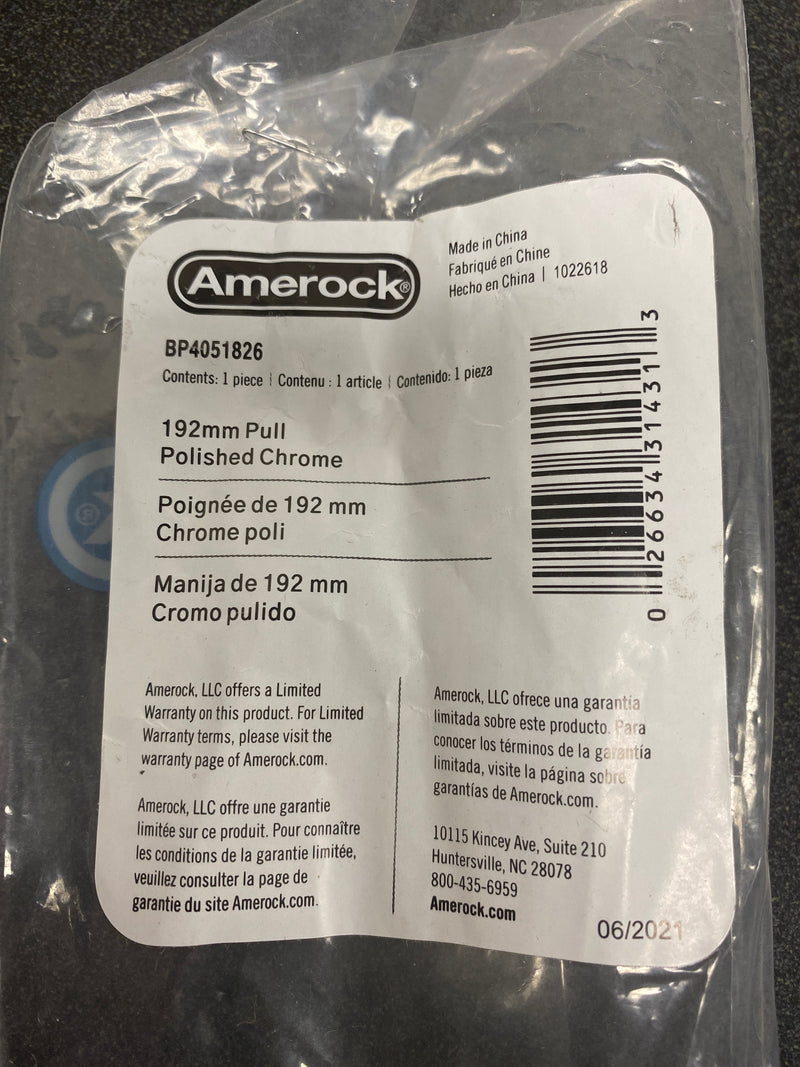 Amerock®
Made in China
Fabriqué en Chine
Hecho en China | 1022618
BP4051826
Contents: 1 piece | Contenu : 1 article | Contenido: 1 pieza
192mm Pull
Polished Chrome
Poignée de 192 mm
Chrome poli
Manija de 192 mm
Cromo pulido
0 26634 31431 3
Amerock, LLC offers a Limited
Warranty on this product. For Limited
Warranty terms, please visit the
warranty page of Amerock.com.
Amerock, LLC offre une garantie
limitée sur ce produit. Pour connaître
les conditions de la garantie limitée,
veuillez consulter la page de
garantie du site Amerock.com.
Amerock, LLC ofrece una garantía
limitada sobre este producto. Para
conocer los términos de la garantía
limitada, visite la página sobre
garantías de Amerock.com.
10115 Kincey Ave, Suite 210
Huntersville, NC 28078
800-435-6959
Amerock.com
06/2021
®